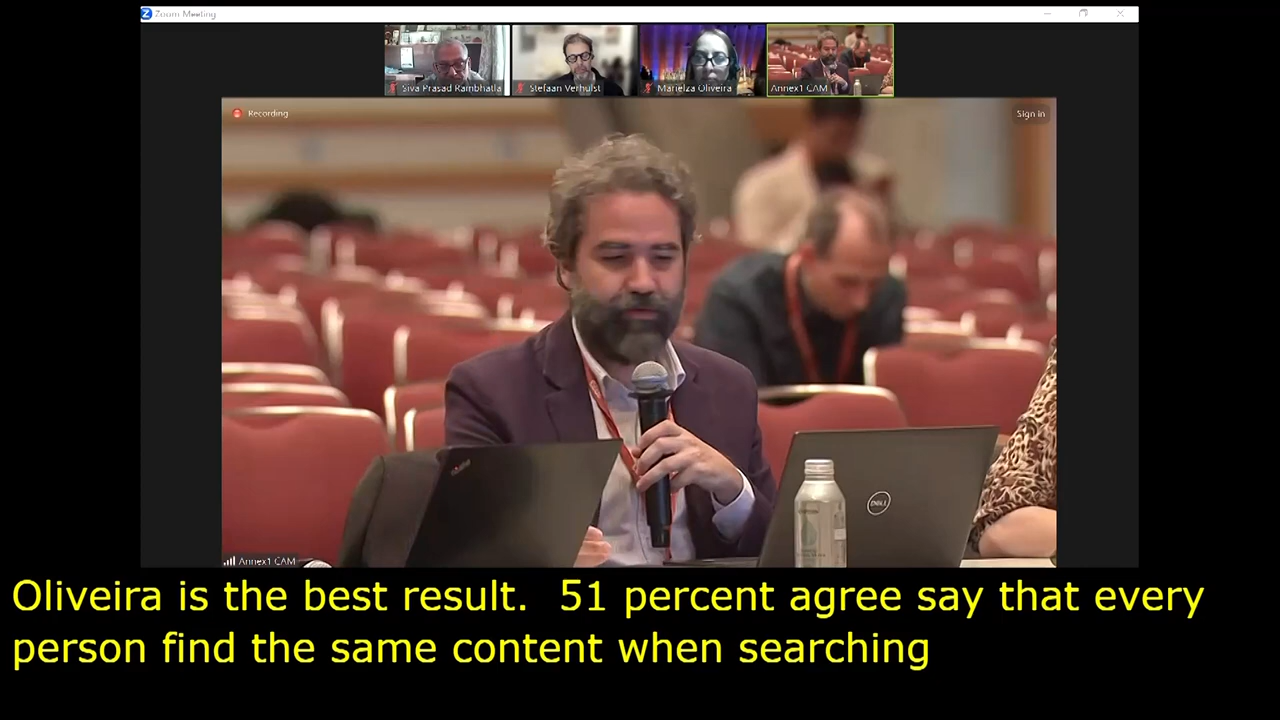 Zoom Meeting
Siva Prasad Rambhatla
Stefaan Verhulst
Marielza Oliveira
Annex1 CAM
Recording
Sign in
DELL
Annex1 CAM
Oliveira is the best result.  51 percent agree say that every
person find the same content when searching